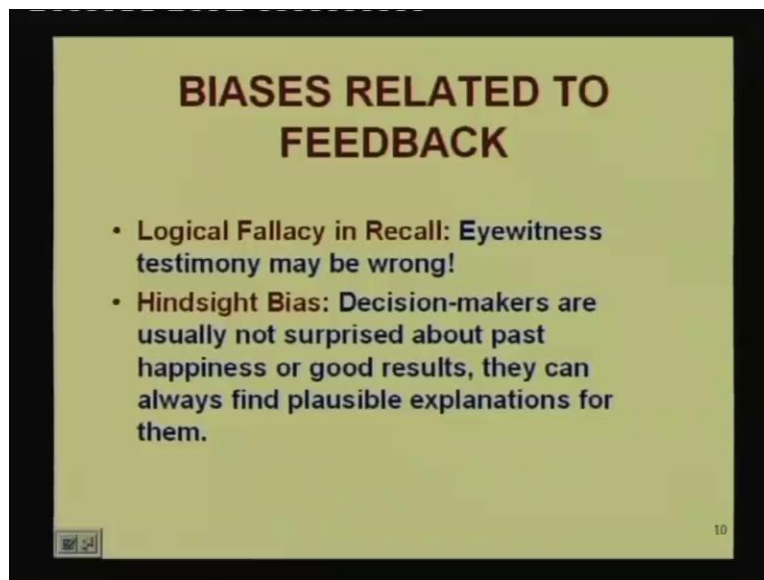 BIASES RELATED TO
FEEDBACK
• Logical Fallacy in Recall: Eyewitness
testimony may be wrong!
• Hindsight Bias: Decision-makers are
usually not surprised about past
happiness or good results, they can
always find plausible explanations for
them.
10